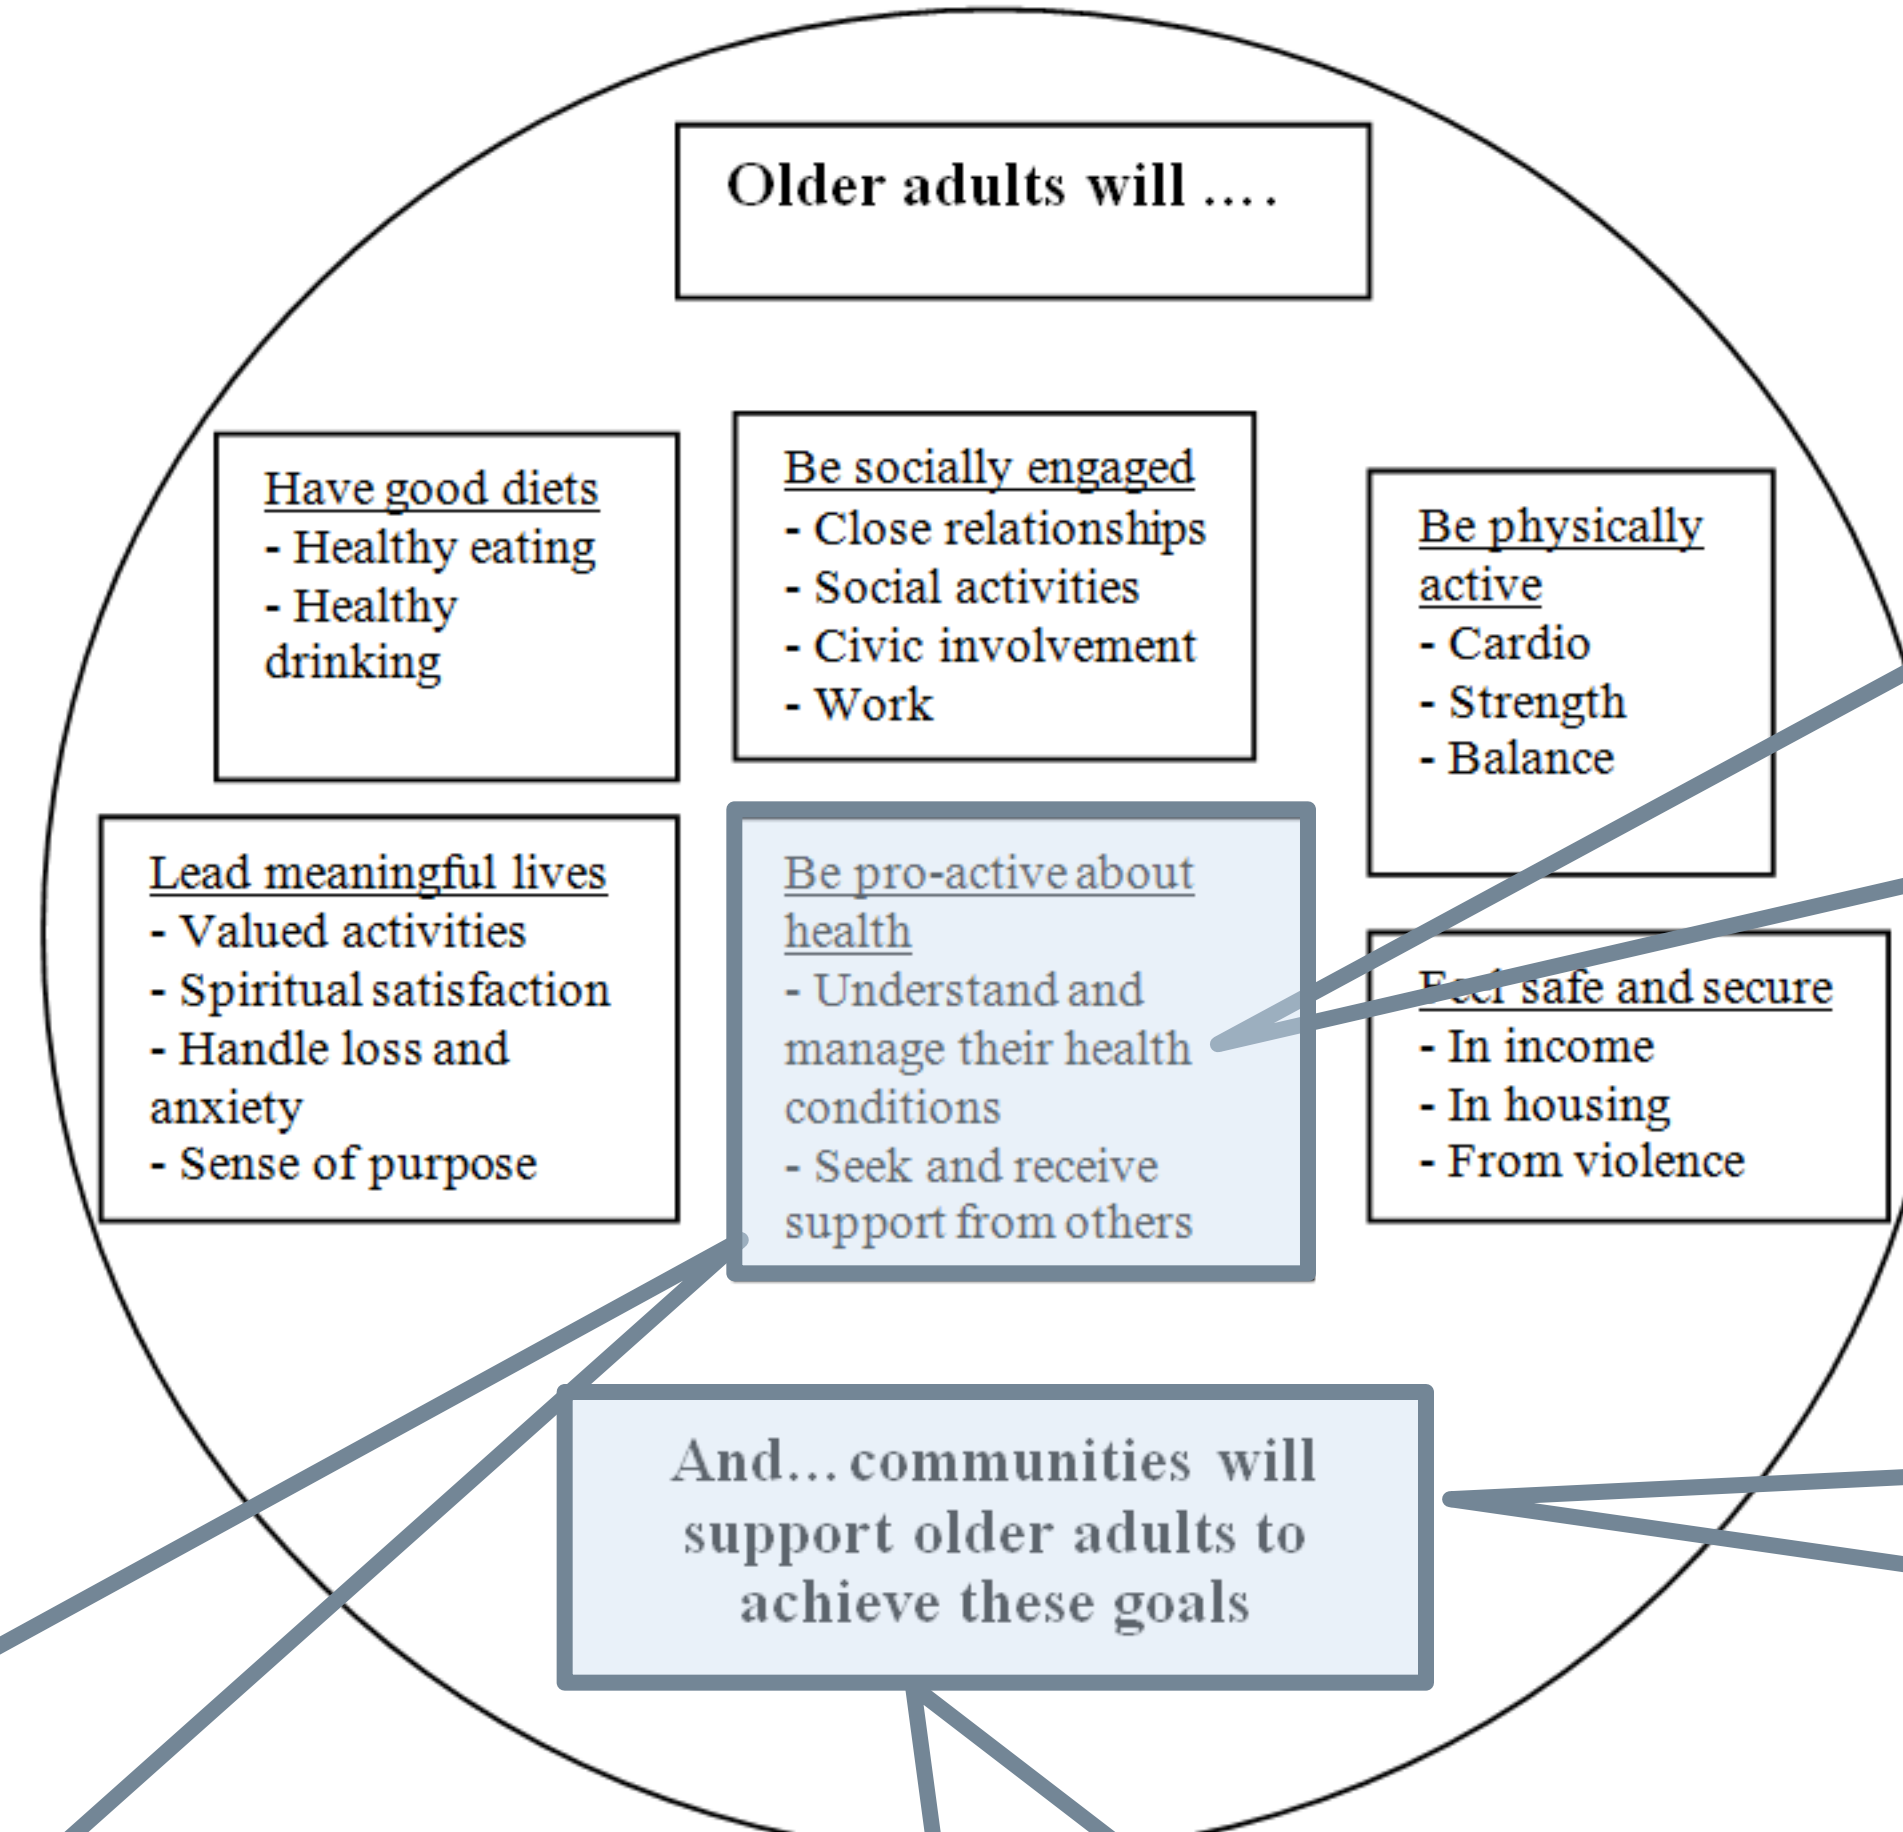 Older adults will ....
Have good diets
- Healthy eating
- Healthy
drinking
Be socially engaged
- Close relationships
- Social activities
- Civic involvement
- Work
Be physically
active
- Cardio
- Strength
- Balance
Lead meaningful lives
- Valued activities
- Spiritual satisfaction
- Handle loss and
anxiety
- Sense of purpose
Be pro-active about
health
- Understand and
manage their health
conditions
- Seek and receive
support from others
Feel safe and secure
- In income
- In housing
- From violence
And... communities will
support older adults to
achieve these goals